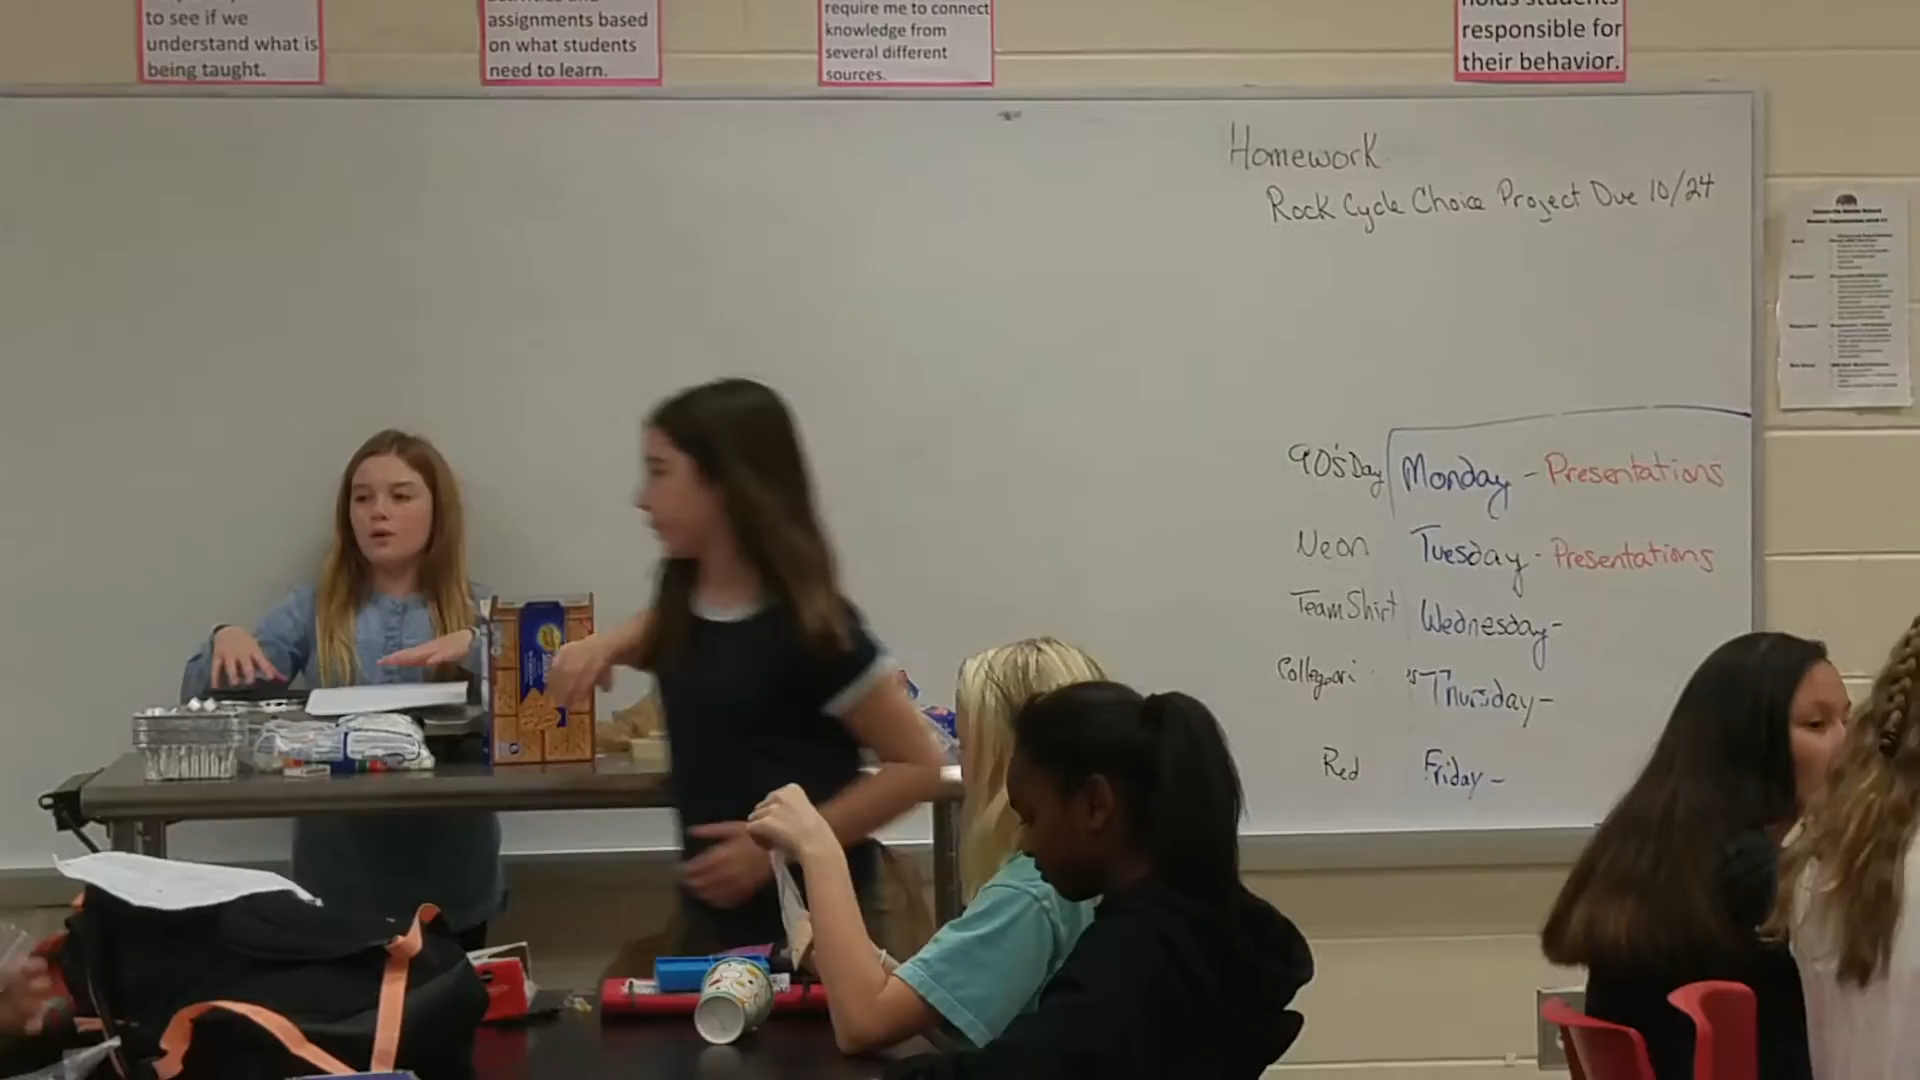 to see if we
understand what is
being taught.
assignments based
on what students
need to learn.
require me to connect
knowledge from
several different
sources.
holds students
responsible for
their behavior.
Homework
Rock Cycle Choice Project Due 10/24
90's Day Monday - Presentations
Neon Tuesday - Presentations
Team Shirt Wednesday-
Thursday-
Red Friday-